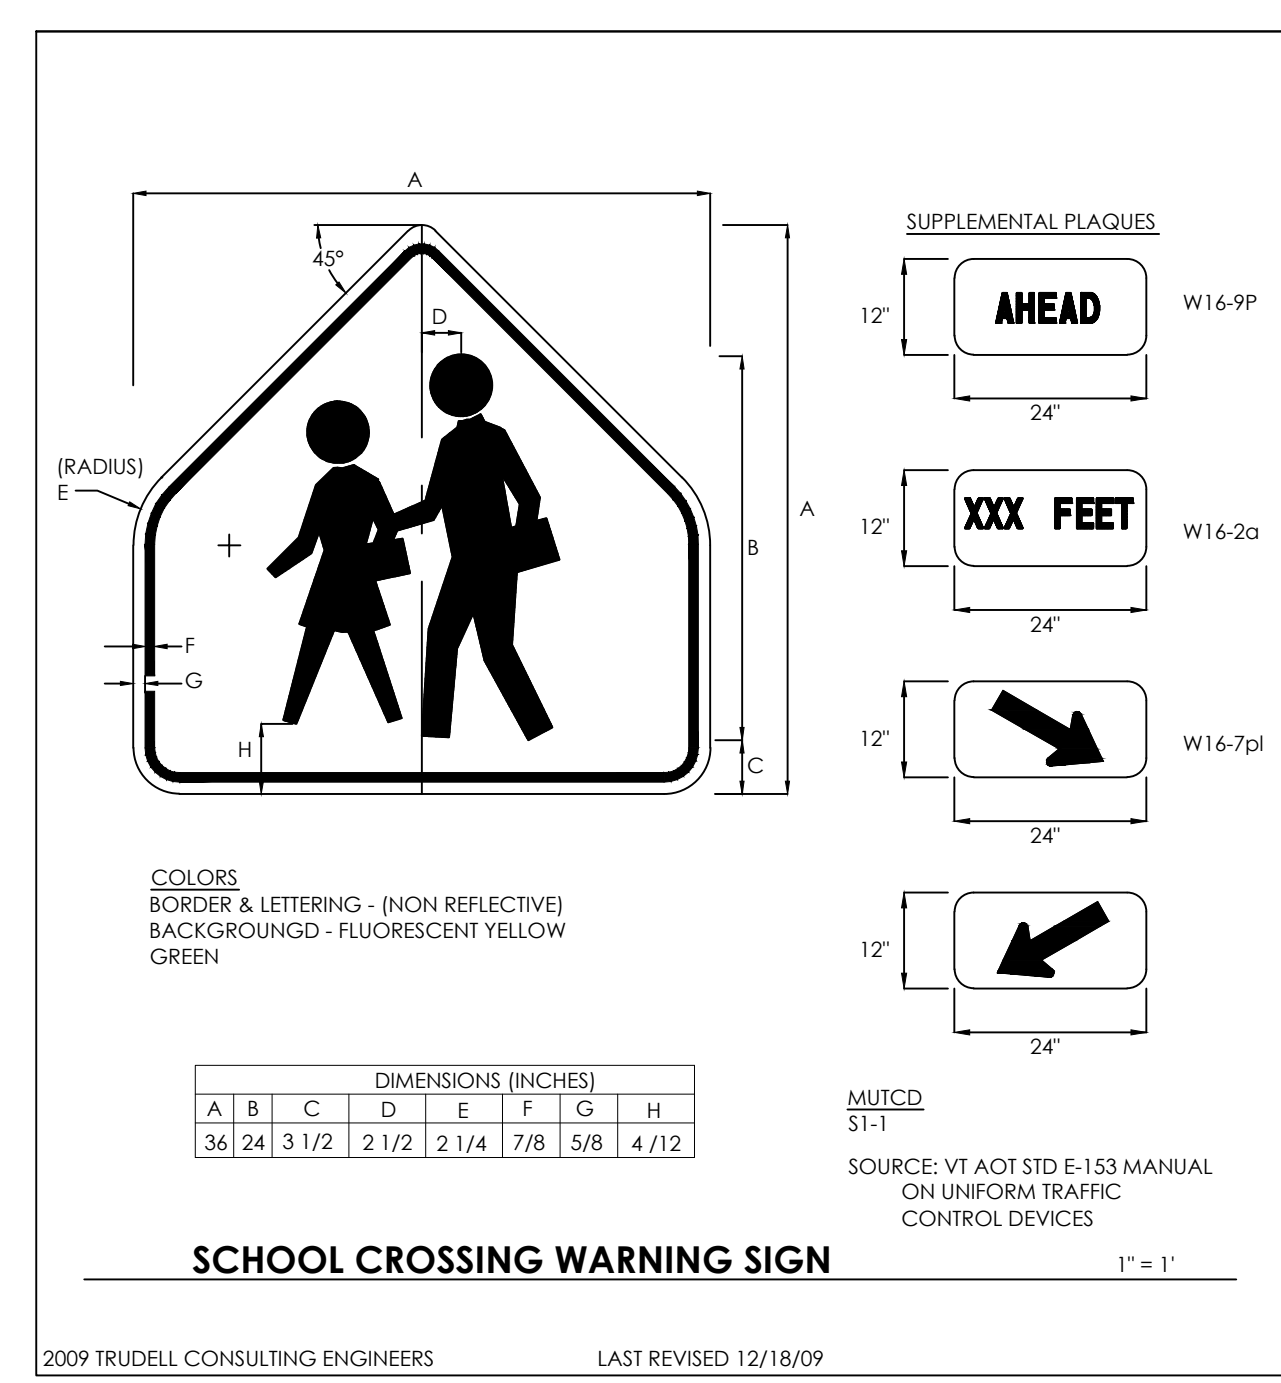 A
45°
D
(RADIUS)
E
A
B
F
G
H
C
COLORS
BORDER & LETTERING - (NON REFLECTIVE)
BACKGROUNGD - FLUORESCENT YELLOW
GREEN
DIMENSIONS (INCHES)
A B C D E F G H
36 24 3 1/2 2 1/2 2 1/4 7/8 5/8 4 /12
SUPPLEMENTAL PLAQUES
12" AHEAD W16-9P
24"
12" XXX FEET W16-2a
24"
12" W16-7pl
24"
12"
24"
MUTCD
S1-1
SOURCE: VT AOT STD E-153 MANUAL
ON UNIFORM TRAFFIC
CONTROL DEVICES
SCHOOL CROSSING WARNING SIGN 1" = 1'
2009 TRUDELL CONSULTING ENGINEERS LAST REVISED 12/18/09